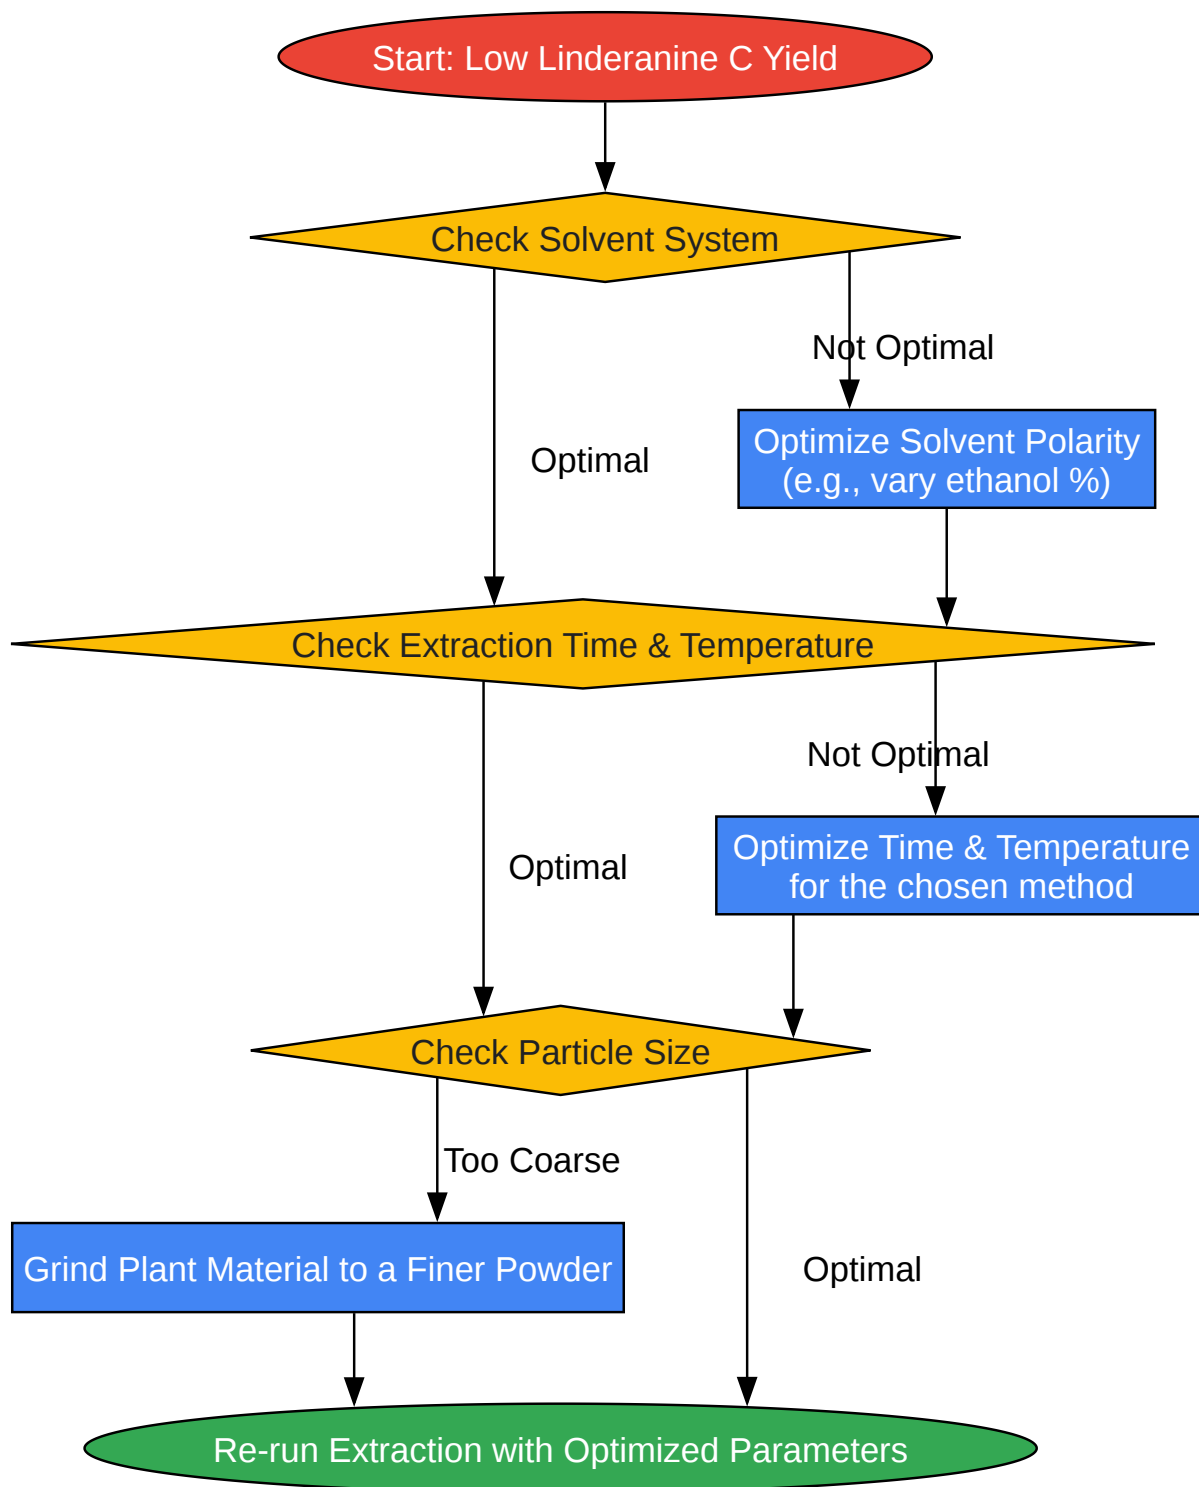 Start: Low Linderanine C Yield
Check Solvent System
Not Optimal
Optimize Solvent Polarity
(e.g., vary ethanol %)
Optimal
Check Extraction Time & Temperature
Not Optimal
Optimize Time & Temperature
for the chosen method
Optimal
Check Particle Size
Too Coarse
Grind Plant Material to a Finer Powder
Optimal
Re-run Extraction with Optimized Parameters